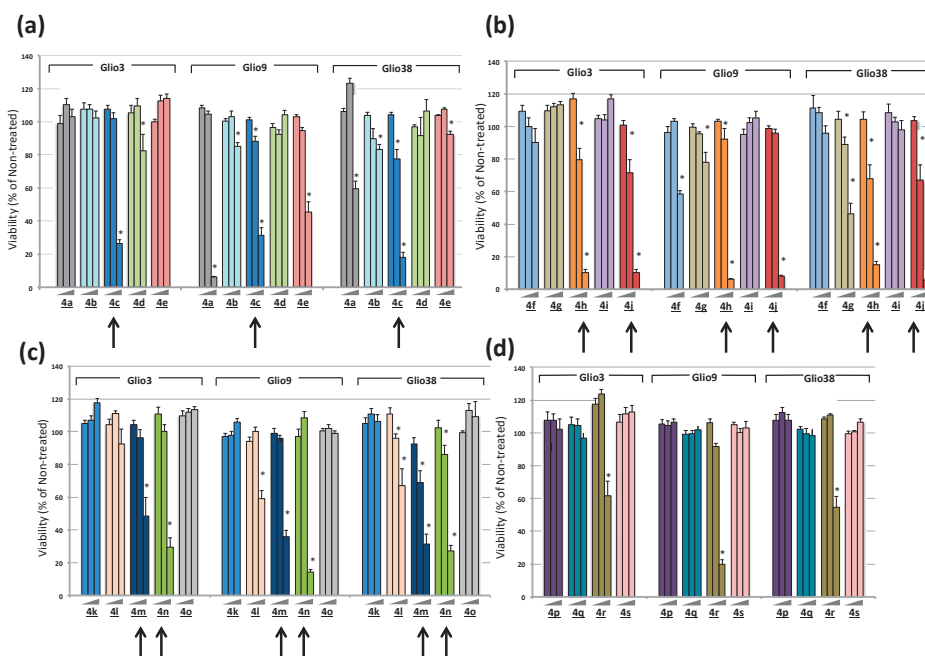 (a)
Glio3 Glio9 Glio38
Viability (% of Non-treated)
140
120
100
80
60
40
20
0
* * * * * * * * * * *
4a 4b 4c 4d 4e 4a 4b 4c 4d 4e 4a 4b 4c 4d 4e
(b)
Glio3 Glio9 Glio38
Viability (% of Non-treated)
140
120
100
80
60
40
20
0
* * * * * * * * * * * * * * *
4f 4g 4h 4i 4j 4f 4g 4h 4i 4j 4f 4g 4h 4i 4j
(c)
Glio3 Glio9 Glio38
Viability (% of Non-treated)
140
120
100
80
60
40
20
0
* * * * * * * * * * *
4k 4l 4m 4n 4o 4k 4l 4m 4n 4o 4k 4l 4m 4n 4o
(d)
Glio3 Glio9 Glio38
Viability (% of Non-treated)
140
120
100
80
60
40
20
0
* * *
4p 4q 4r 4s 4p 4q 4r 4s 4p 4q 4r 4s